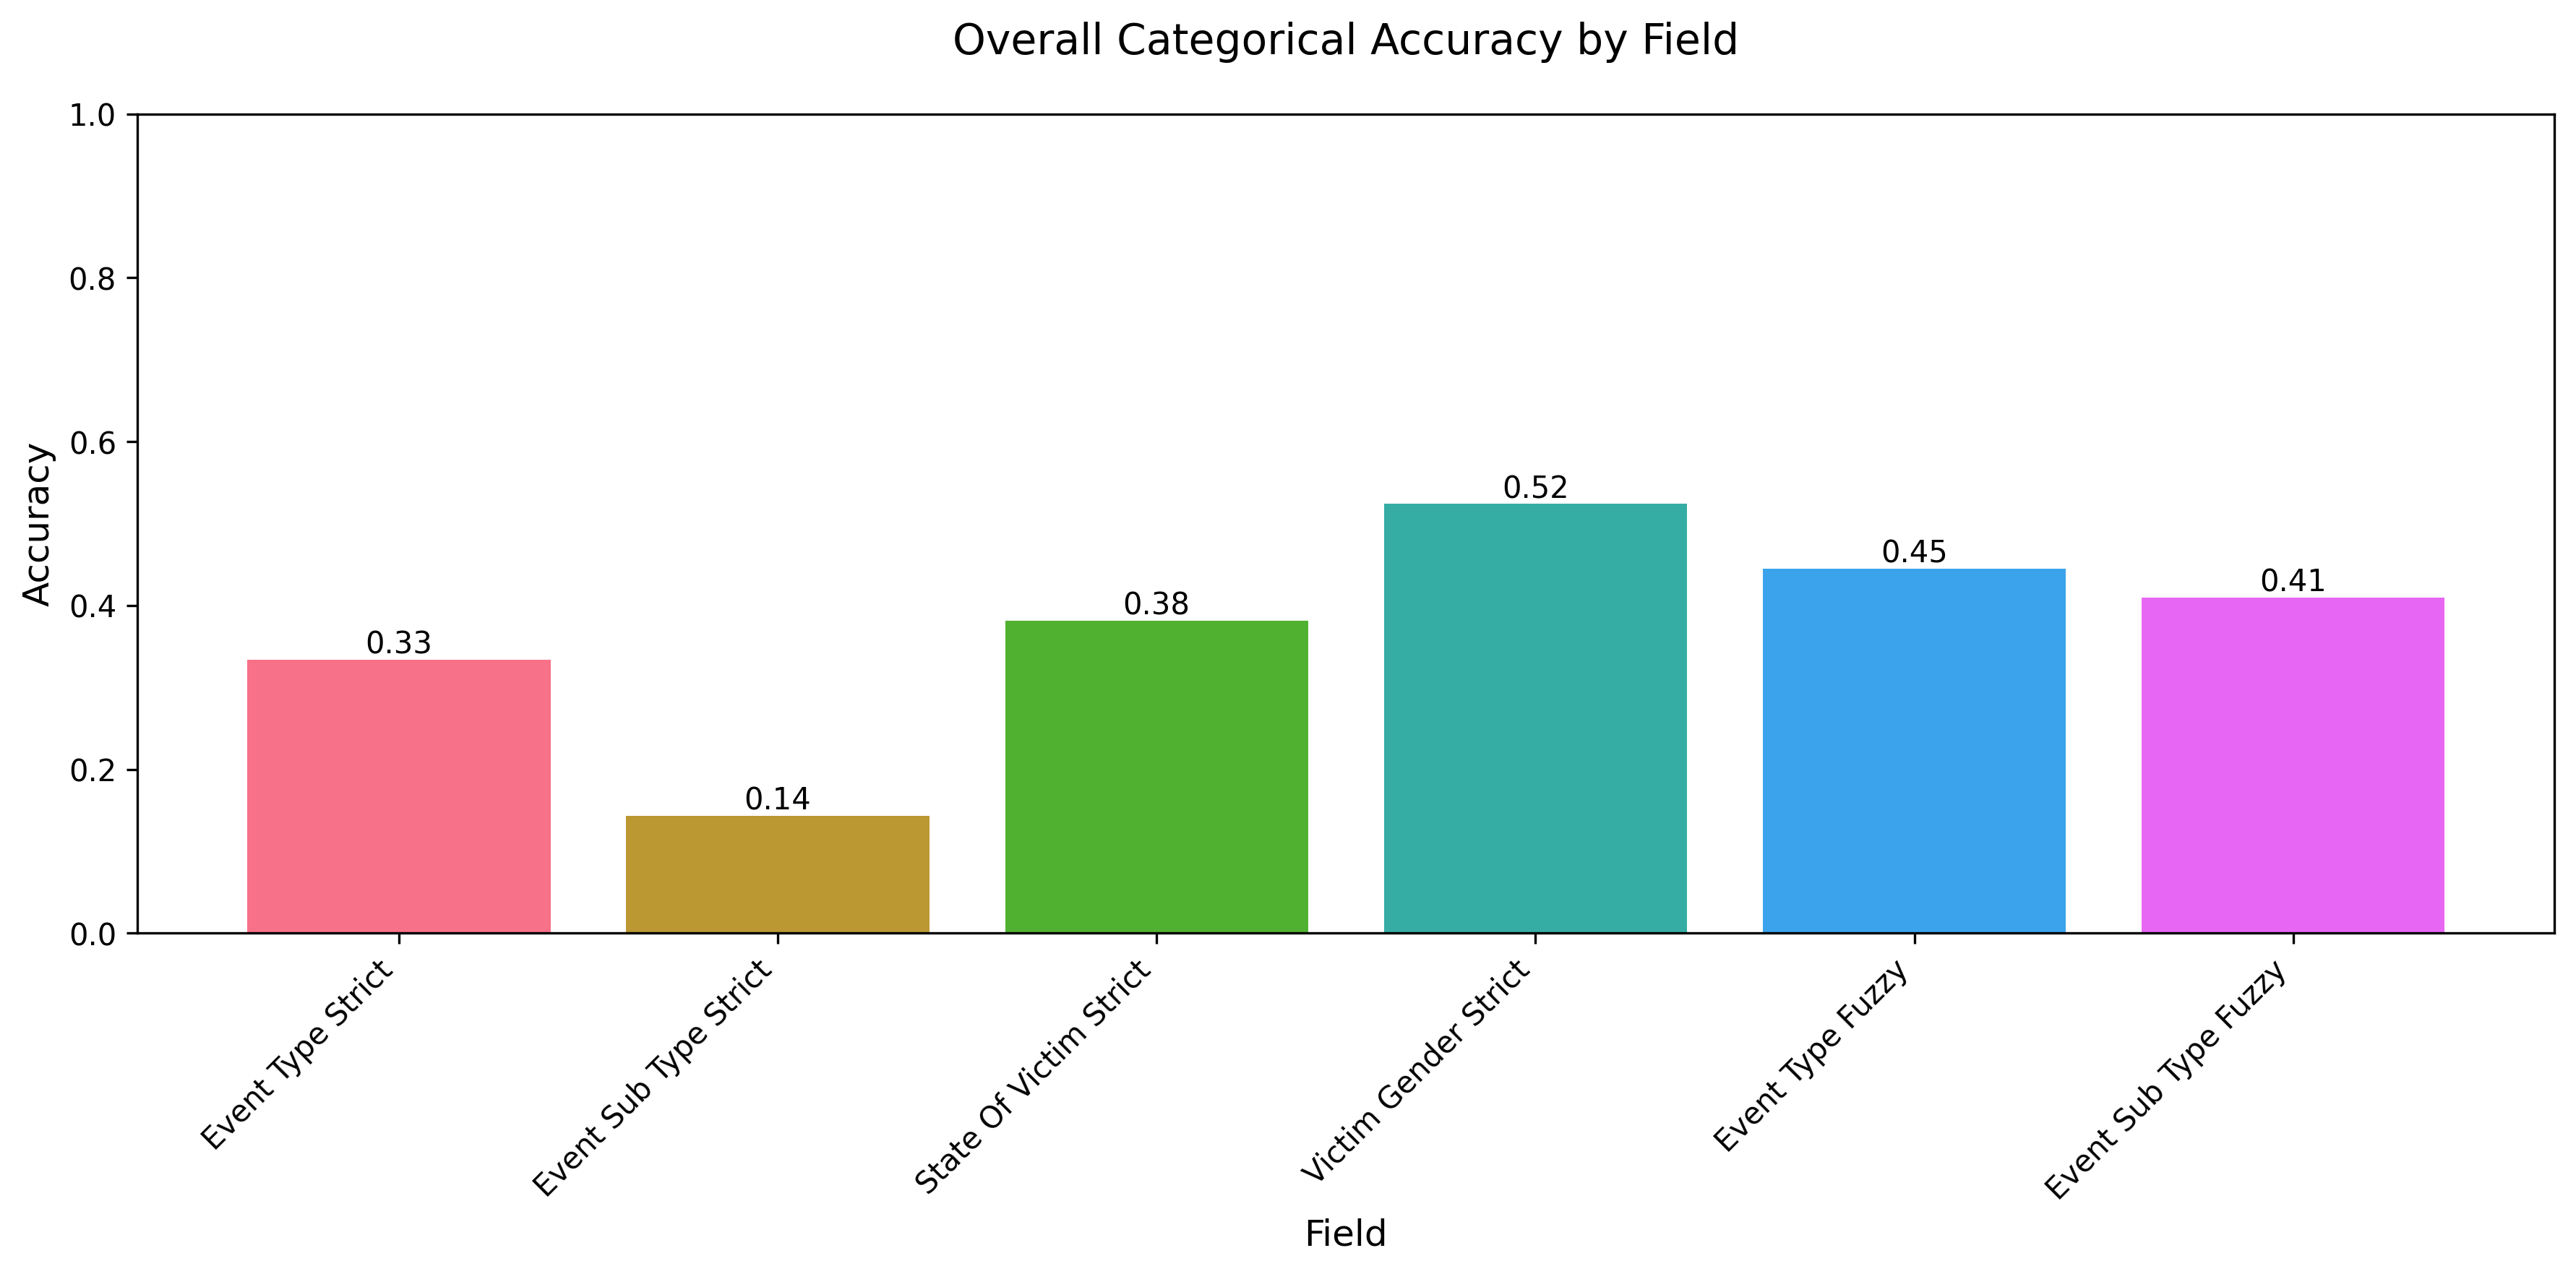 Overall Categorical Accuracy by Field
Accuracy
1.0
0.8
0.6
0.4
0.2
0.0
0.33
0.14
0.38
0.52
0.45
0.41
Event Type Strict
Event Sub Type Strict
State Of Victim Strict
Victim Gender Strict
Event Type Fuzzy
Event Sub Type Fuzzy
Field